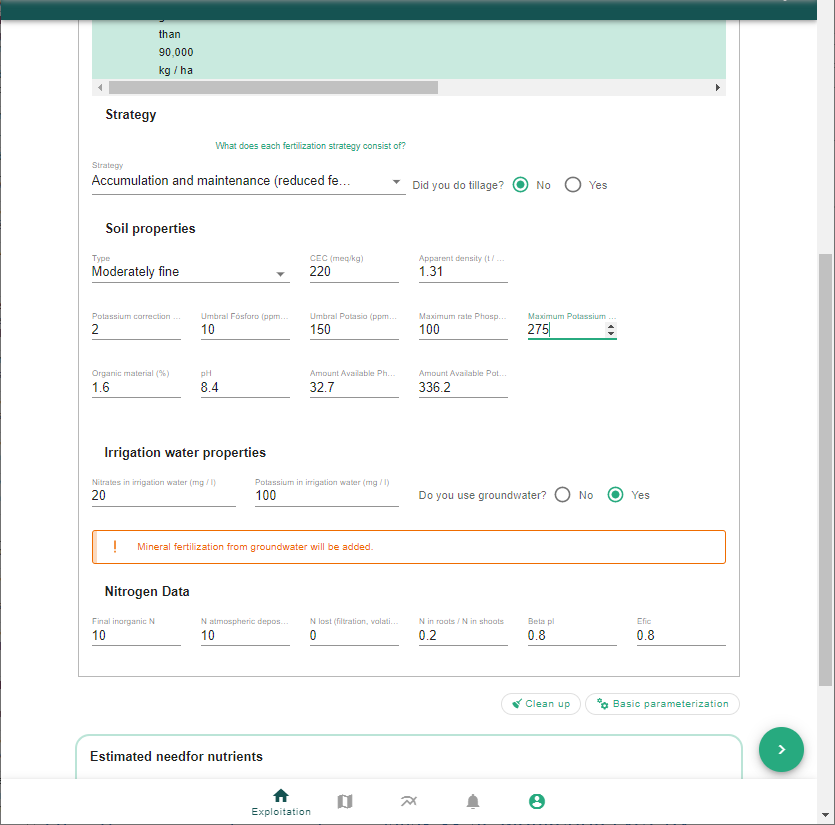 than
90,000
kg / ha
Strategy
What does each fertilization strategy consist of?
Strategy
Accumulation and maintenance (reduced fe…
Did you do tillage? No Yes
Soil properties
Type CEC (meq/kg) Apparent density (t / ...
Moderately fine 220 1.31
Potassium correction ... Umbral Fósforo (ppm... Umbral Potasio (ppm... Maximum rate Phosp... Maximum Potassium ...
2 10 150 100 275
Organic material (%) pH Amount Available Ph... Amount Available Pot...
1.6 8.4 32.7 336.2
Irrigation water properties
Nitrates in irrigation water (mg / l) Potassium in irrigation water (mg / l)
20 100 Do you use groundwater? No Yes
! Mineral fertilization from groundwater will be added.
Nitrogen Data
Final inorganic N N atmospheric depos... N lost (filtration, volati... N in roots / N in shoots Beta pl Efic
10 10 0 0.2 0.8 0.8
Clean up Basic parameterization
Estimated needfor nutrients
Exploitation